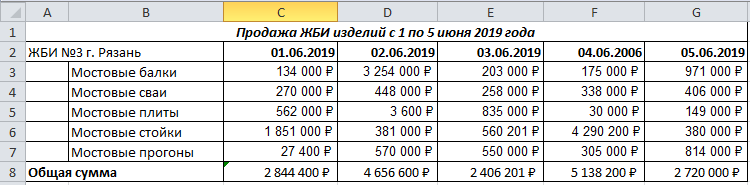 C D E F G
A B
1 Продажа ЖБИ изделий с 1 по 5 июня 2019 года
2 ЖБИ №3 г. Рязань 01.06.2019 02.06.2019 03.06.2019 04.06.2006 05.06.2019
3 Мостовые балки 134 000 ₽ 3 254 000 ₽ 203 000 ₽ 175 000 ₽ 971 000 ₽
4 Мостовые сваи 270 000 ₽ 448 000 ₽ 258 000 ₽ 338 000 ₽ 406 000 ₽
5 Мостовые плиты 562 000 ₽ 3 600 ₽ 835 000 ₽ 30 000 ₽ 149 000 ₽
6 Мостовые стойки 1 851 000 ₽ 381 000 ₽ 560 201 ₽ 4 290 200 ₽ 380 000 ₽
7 Мостовые прогоны 27 400 ₽ 570 000 ₽ 550 000 ₽ 305 000 ₽ 814 000 ₽
8 Общая сумма 2 844 400 ₽ 4 656 600 ₽ 2 406 201 ₽ 5 138 200 ₽ 2 720 000 ₽